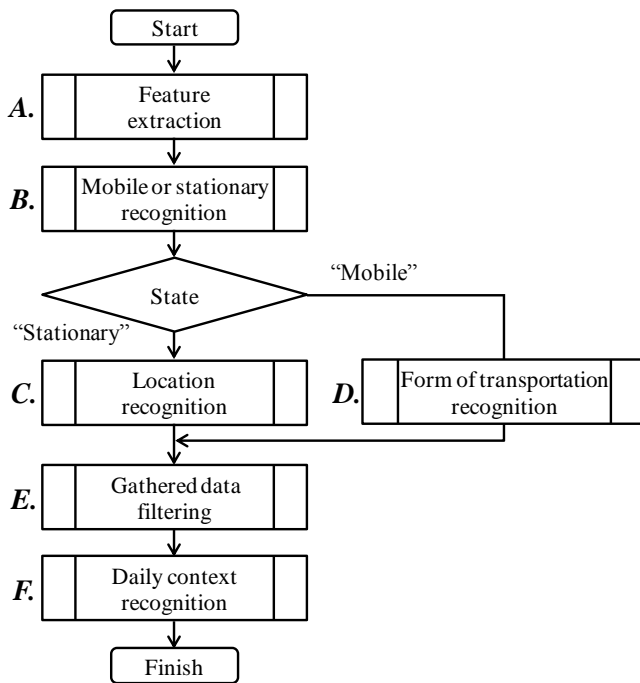 Start
A.
Feature
extraction
B.
Mobile or stationary
recognition
State
“Mobile”
“Stationary”
C.
Location
recognition
D.
Form of transportation
recognition
E.
Gathered data
filtering
F.
Daily context
recognition
Finish